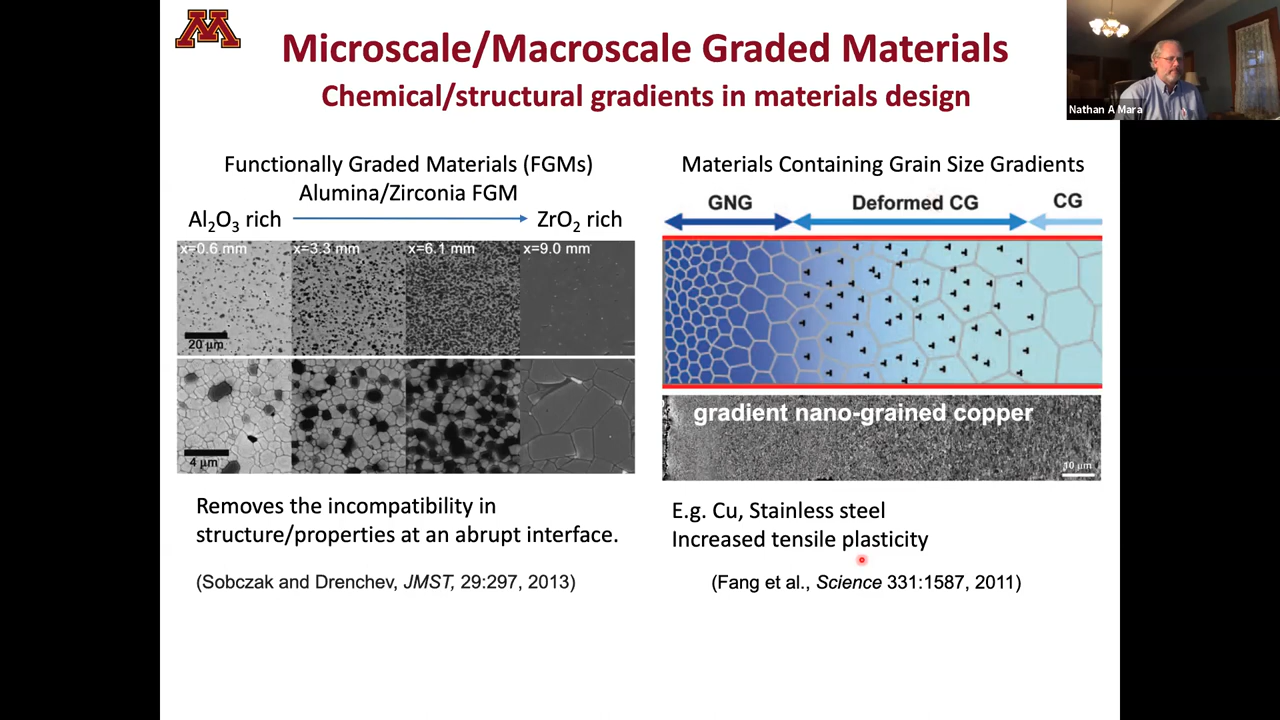 M
Microscale/Macroscale Graded Materials
Chemical/structural gradients in materials design
Nathan A Mara
Functionally Graded Materials (FGMs)
Alumina/Zirconia FGM
Al₂O₃ rich
ZrO₂ rich
x=0.6 mm
x=3.3 mm
x=6.1 mm
x=9.0 mm
20 μm
4 μm
Removes the incompatibility in
structure/properties at an abrupt interface.
(Sobczak and Drenchev, JMST, 29:297, 2013)
Materials Containing Grain Size Gradients
GNG
Deformed CG
CG
gradient nano-grained copper
10 μm
E.g. Cu, Stainless steel
Increased tensile plasticity
(Fang et al., Science 331:1587, 2011)